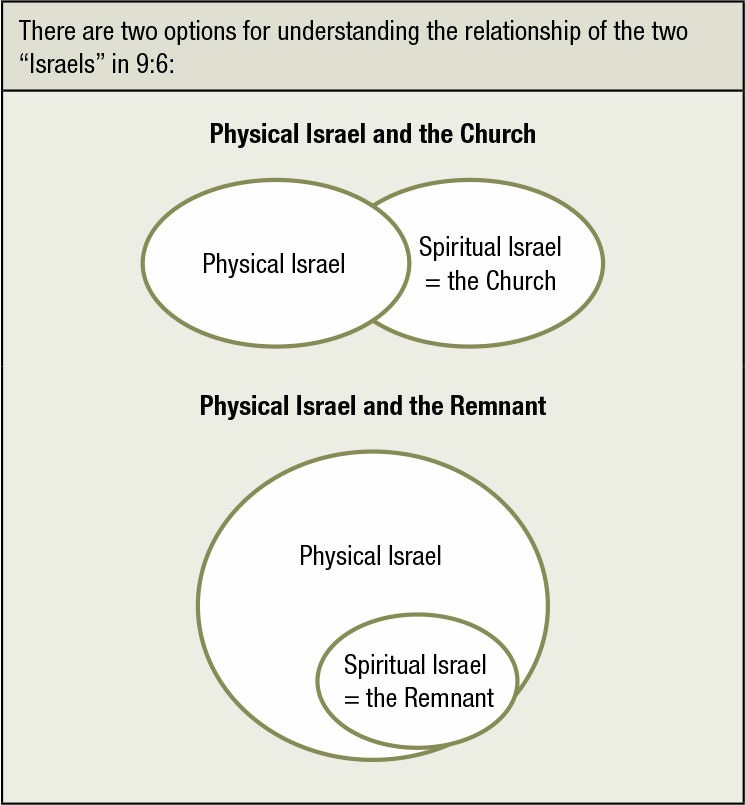 There are two options for understanding the relationship of the two
“Israels” in 9:6:
Physical Israel and the Church
Physical Israel
Spiritual Israel
= the Church
Physical Israel and the Remnant
Physical Israel
Spiritual Israel
= the Remnant